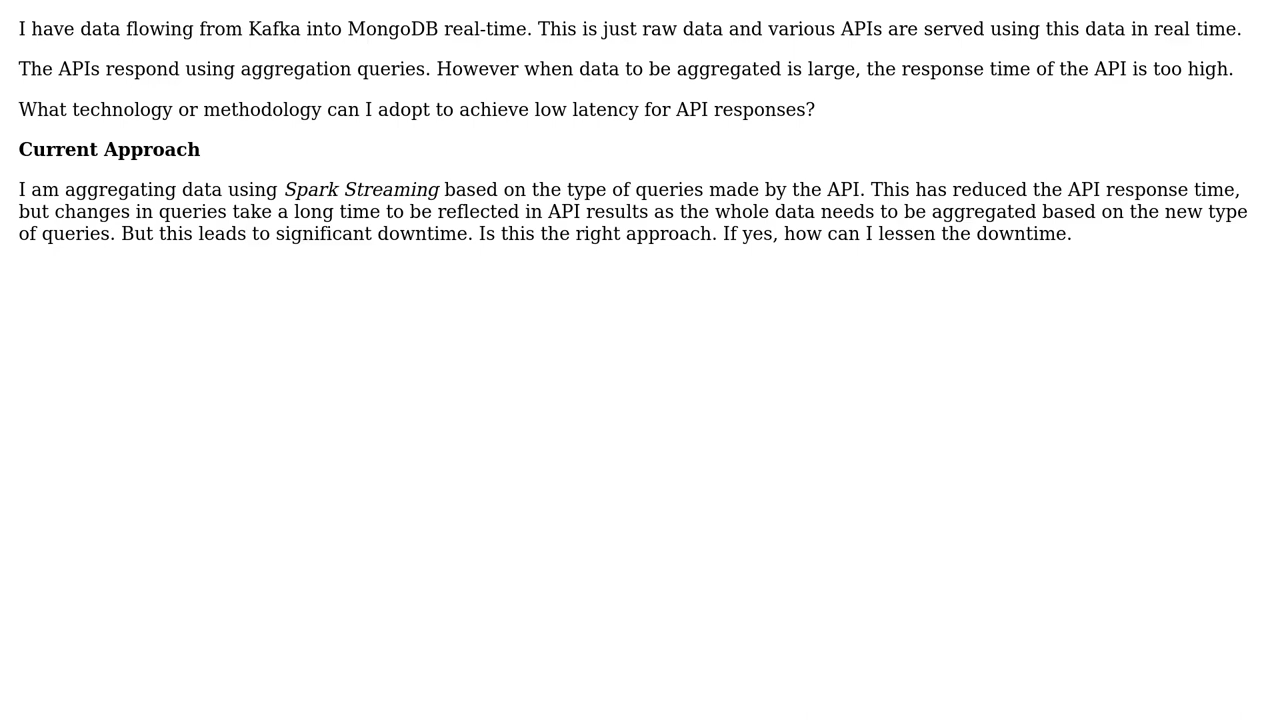 I have data flowing from Kafka into MongoDB real-time. This is just raw data and various APIs are served using this data in real time.
The APIs respond using aggregation queries. However when data to be aggregated is large, the response time of the API is too high.
What technology or methodology can I adopt to achieve low latency for API responses?
Current Approach
I am aggregating data using Spark Streaming based on the type of queries made by the API. This has reduced the API response time,
but changes in queries take a long time to be reflected in API results as the whole data needs to be aggregated based on the new type
of queries. But this leads to significant downtime. Is this the right approach. If yes, how can I lessen the downtime.